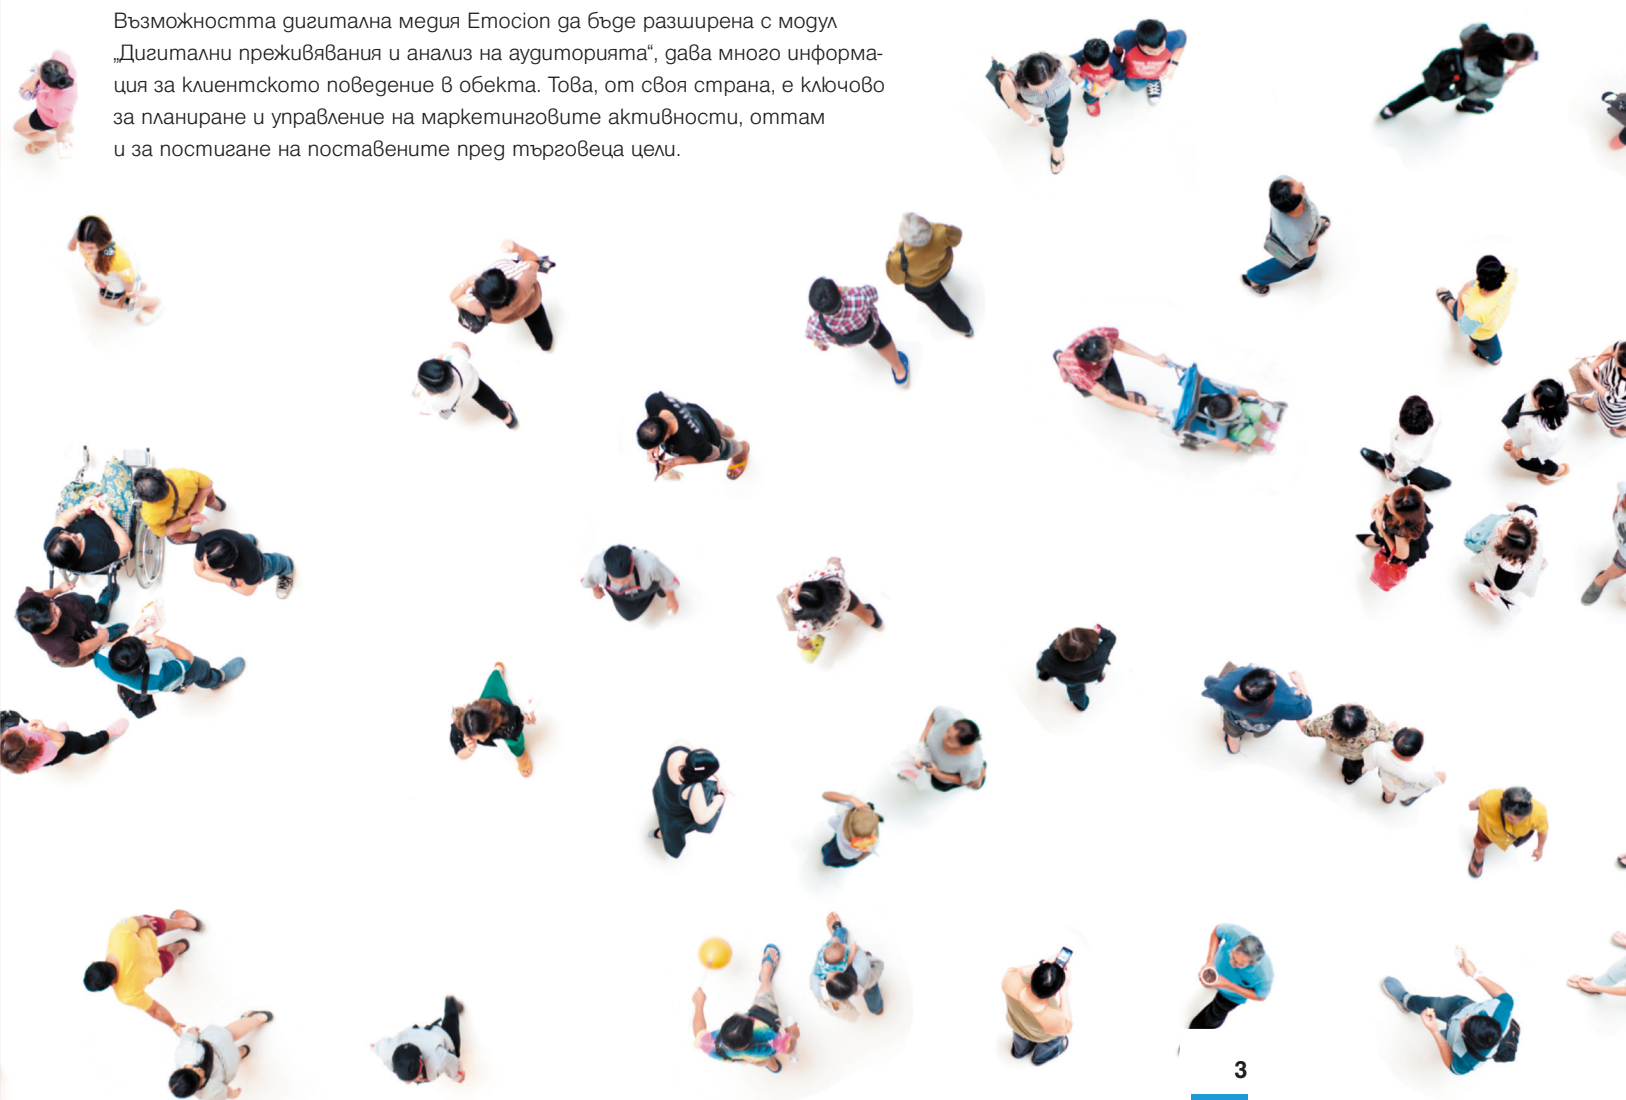 Възможността дигитална медия Emocion да бъде разширена с модул
„Дигитални преживявания и анализ на аудиторията“, дава много информа-
ция за клиентското поведение в обекта. Това, от своя страна, е ключово
за планиране и управление на маркетинговите активности, оттам
и за постигане на поставените пред търговеца цели.
3